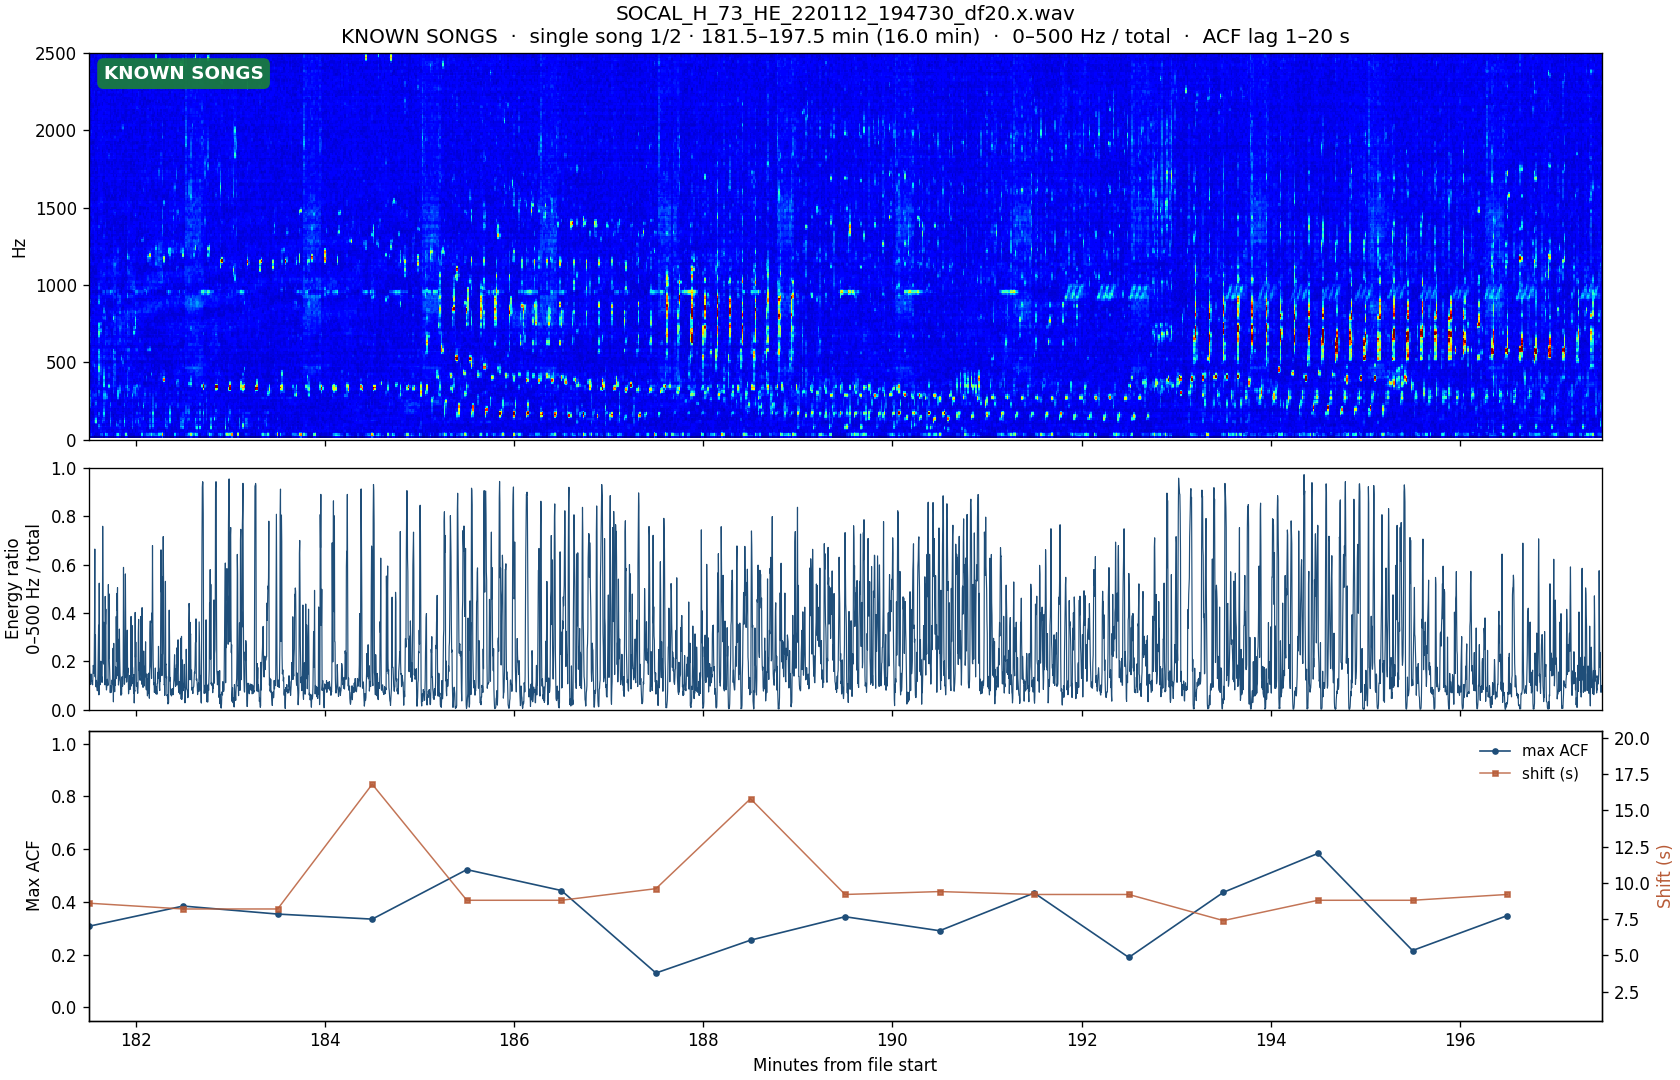 SOCAL_H_73_HE_220112_194730_df20.x.wav
KNOWN SONGS · single song 1/2 · 181.5–197.5 min (16.0 min) · 0–500 Hz / total · ACF lag 1–20 s
KNOWN SONGS
Hz
2500
2000
1500
1000
500
0
Energy ratio
0–500 Hz / total
1.0
0.8
0.6
0.4
0.2
0.0
Max ACF
1.0
0.8
0.6
0.4
0.2
0.0
max ACF
shift (s)
20.0
17.5
15.0
12.5
10.0
7.5
5.0
2.5
Shift (s)
182 184 186 188 190 192 194 196
Minutes from file start